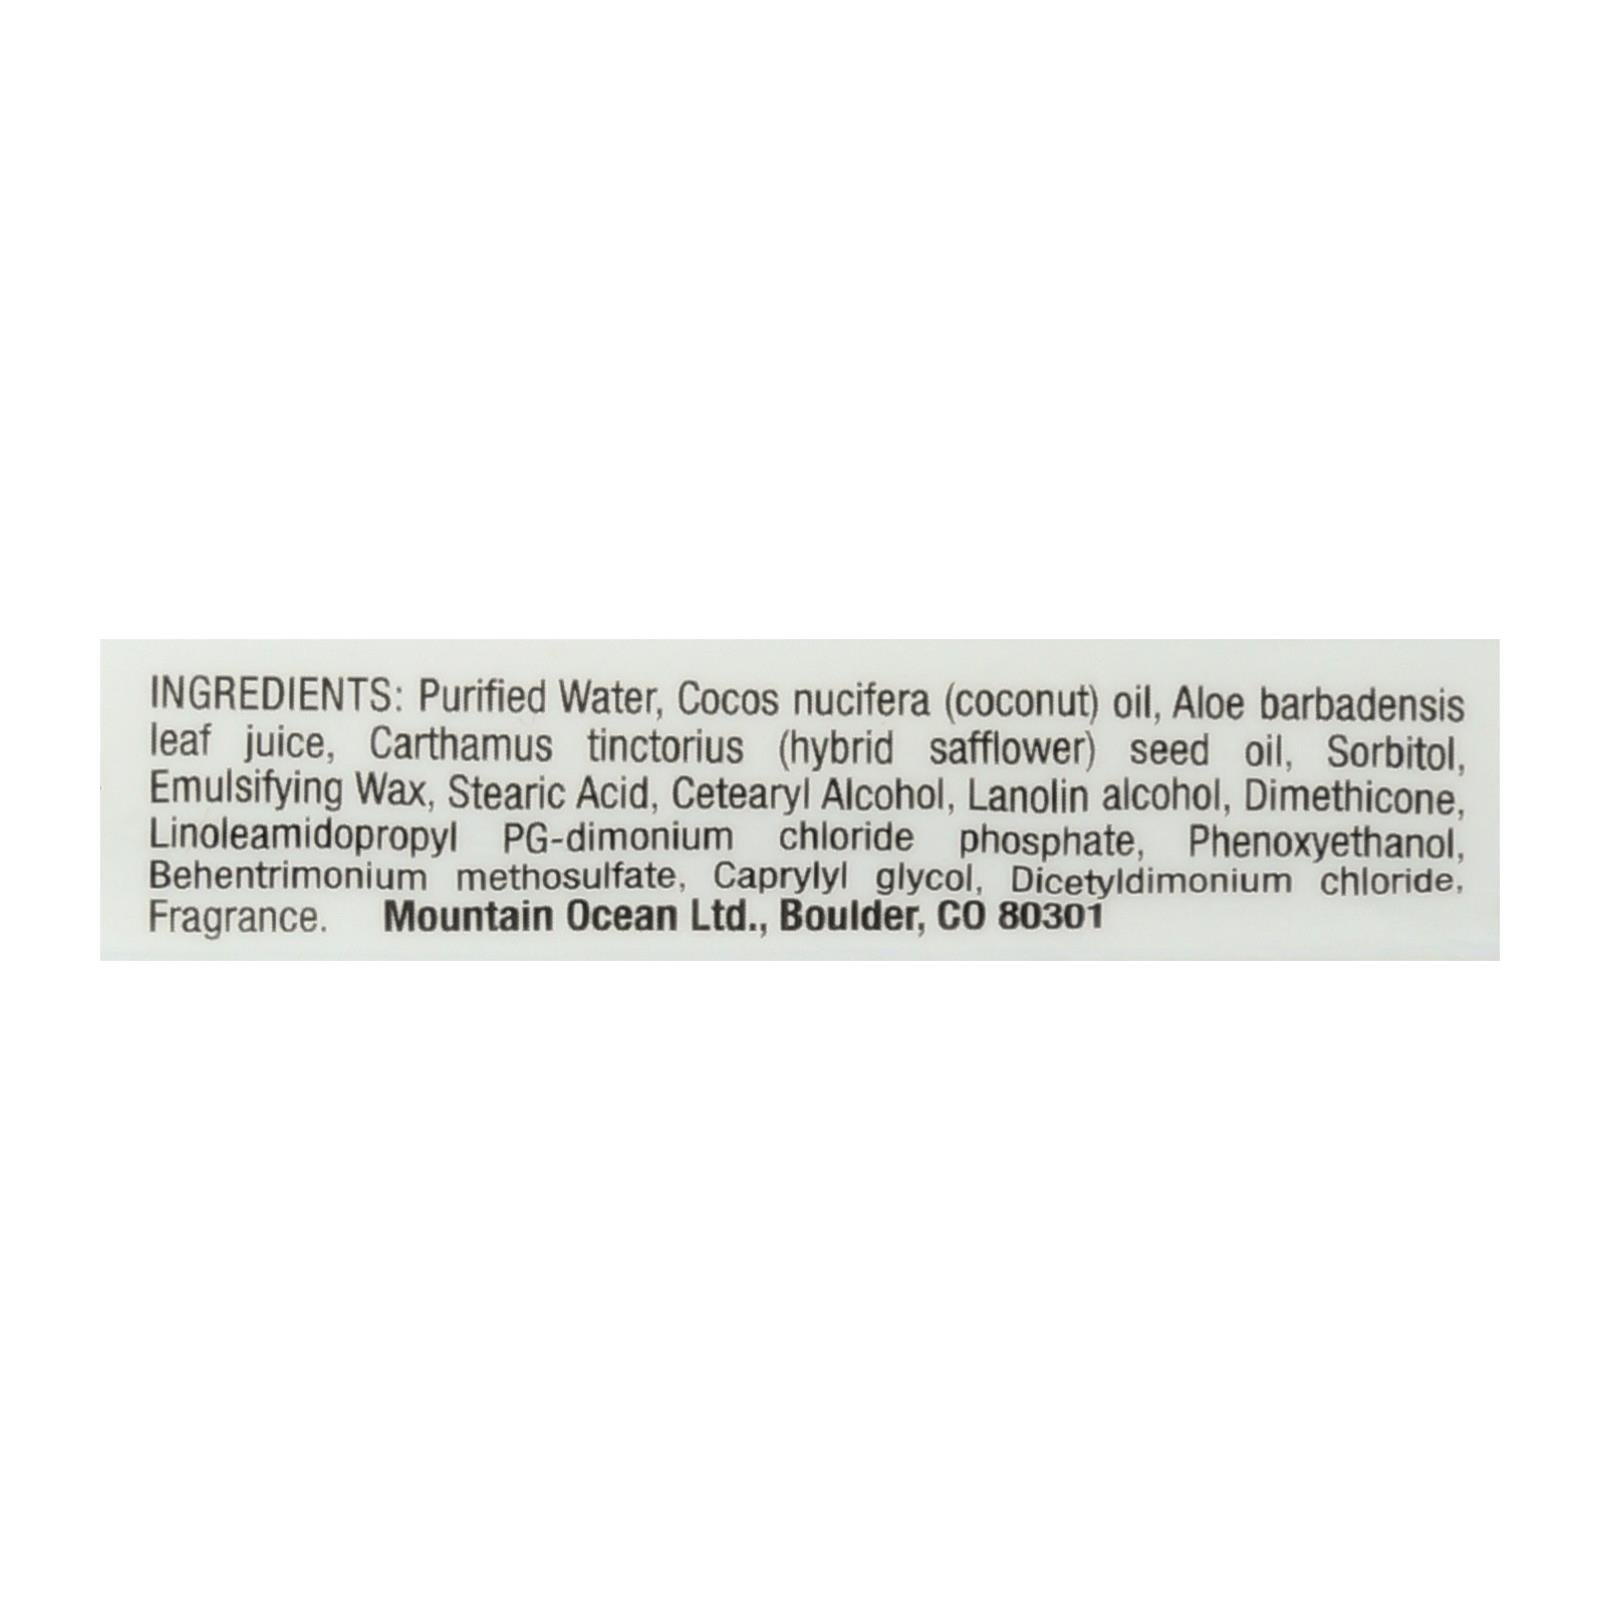 INGREDIENTS: Purified Water, Cocos nucifera (coconut) oil, Aloe barbadensis
leaf juice, Carthamus tinctorius (hybrid safflower) seed oil, Sorbitol,
Emulsifying Wax, Stearic Acid, Cetearyl Alcohol, Lanolin alcohol, Dimethicone,
Linoleamidopropyl PG-dimonium chloride phosphate, Phenoxyethanol,
Behentrimonium methosulfate, Caprylyl glycol, Dicetyldimonium chloride,
Fragrance. Mountain Ocean Ltd., Boulder, CO 80301